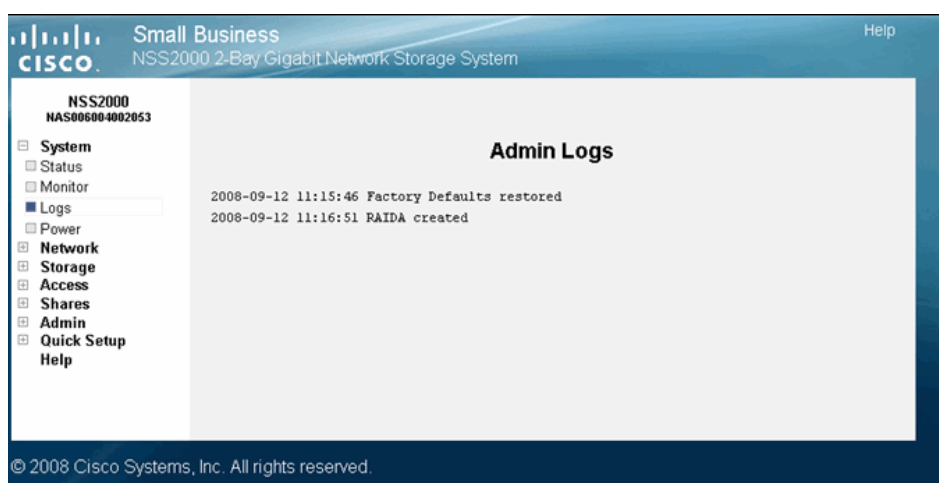 CISCO.
Small Business
NSS2000 2-Bay Gigabit Network Storage System
Help
NSS2000
NAS006004002053
System
Status
Monitor
Logs
Power
Network
Storage
Access
Shares
Admin
Quick Setup
Help
Admin Logs
2008-09-12 11:15:46 Factory Defaults restored
2008-09-12 11:16:51 RAIDA created
© 2008 Cisco Systems, Inc. All rights reserved.